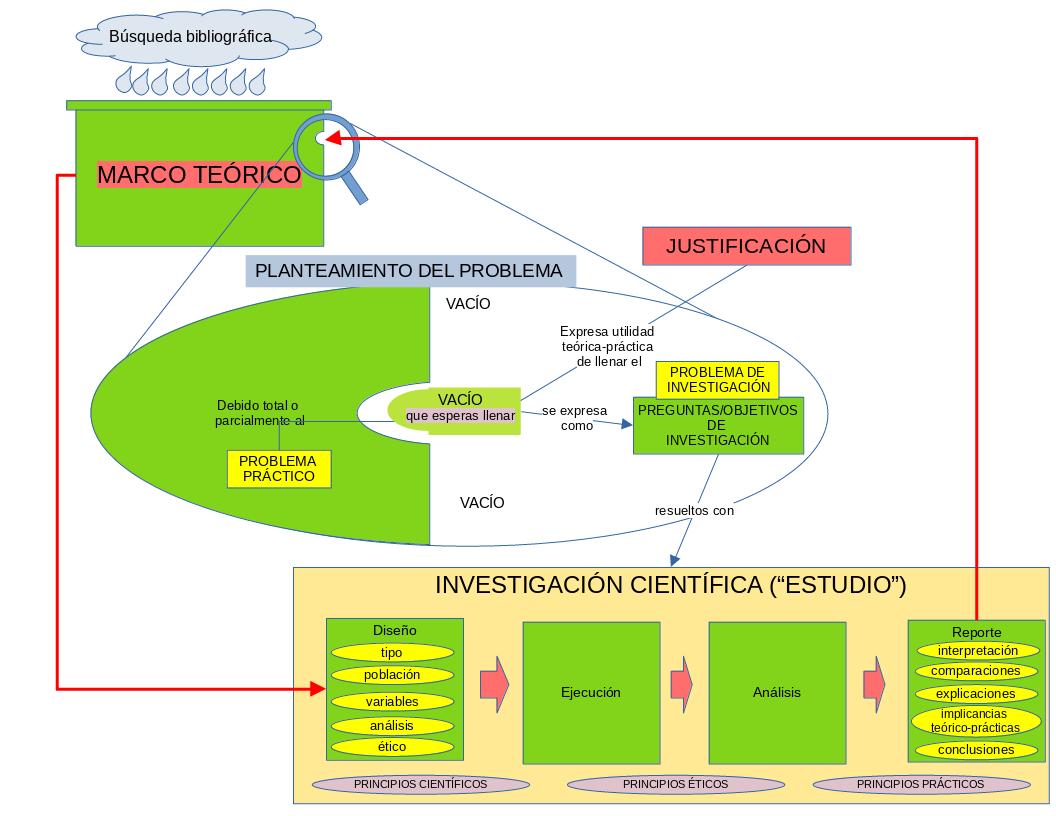 Búsqueda bibliográfica
MARCO TEÓRICO
JUSTIFICACIÓN
PLANTEAMIENTO DEL PROBLEMA
VACÍO
Expresa utilidad
teórica-práctica
de llenar el
PROBLEMA DE
INVESTIGACIÓN
PREGUNTAS/OBJETIVOS
DE
INVESTIGACIÓN
VACÍO
que esperas llenar
se expresa
como
Debido total o
parcialmente al
PROBLEMA
PRÁCTICO
VACÍO
resueltos con
INVESTIGACIÓN CIENTÍFICA (“ESTUDIO”)
Diseño
tipo
población
variables
análisis
ético
Ejecución
Análisis
Reporte
interpretación
comparaciones
explicaciones
implicancias
teórico-prácticas
conclusiones
PRINCIPIOS CIENTÍFICOS
PRINCIPIOS ÉTICOS
PRINCIPIOS PRÁCTICOS